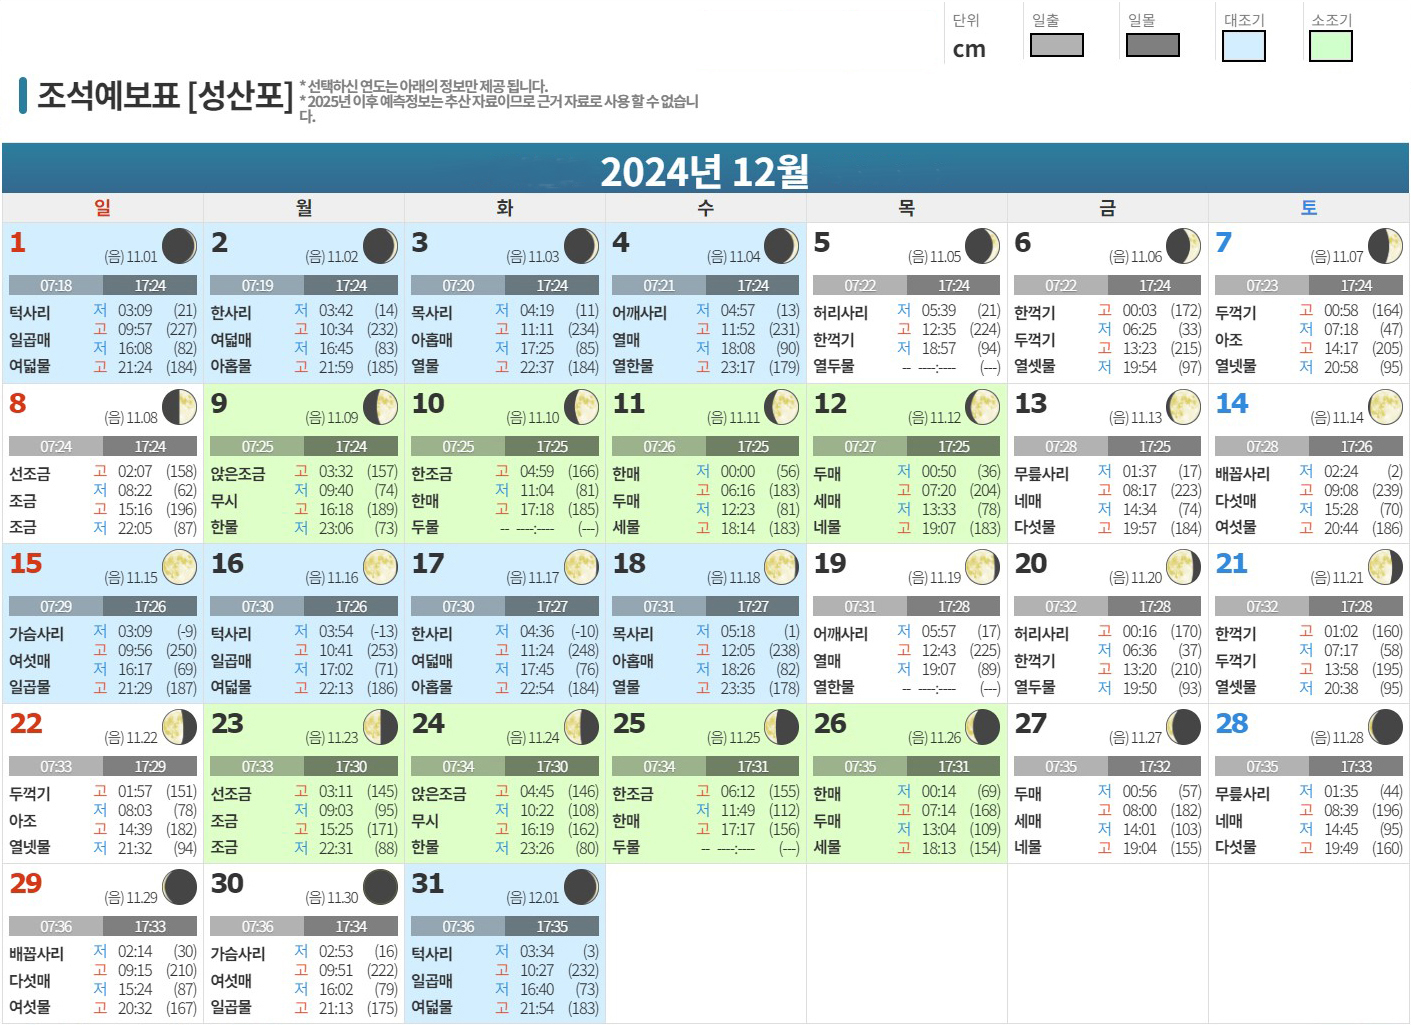 단위 일출 일몰 대조기 소조기
cm
조석예보표 [성산포]
* 선택하신 연도는 아래의 정보만 제공 됩니다.
* 2025년 이후 예측정보는 추산 자료이므로 근거 자료로 사용 할 수 없습니
다.
2024년 12월
일 월 화 수 목 금 토
1 (음) 11.01
07:18 17:24
턱사리 저 03:09 (21)
고 09:57 (227)
일곱매 저 16:08 (82)
여덟물 고 21:24 (184)
2 (음) 11.02
07:19 17:24
한사리 저 03:42 (14)
고 10:34 (232)
여덟매 저 16:45 (83)
아홉물 고 21:59 (185)
3 (음) 11.03
07:20 17:24
목사리 저 04:19 (11)
고 11:11 (234)
아홉매 저 17:25 (85)
열물 고 22:37 (184)
4 (음) 11.04
07:21 17:24
어깨사리 저 04:57 (13)
고 11:52 (231)
열매 저 18:08 (90)
열한물 고 23:17 (179)
5 (음) 11.05
07:22 17:24
허리사리 저 05:39 (21)
고 12:35 (224)
한꺽기 저 18:57 (94)
열두물 -- ----:---- (---)
6 (음) 11.06
07:22 17:24
한꺽기 고 00:03 (172)
저 06:25 (33)
두꺽기 고 13:23 (215)
열셋물 저 19:54 (97)
7 (음) 11.07
07:23 17:24
두꺽기 고 00:58 (164)
저 07:18 (47)
아조 고 14:17 (205)
열넷물 저 20:58 (95)
8 (음) 11.08
07:24 17:24
선조금 고 02:07 (158)
저 08:22 (62)
조금 고 15:16 (196)
조금 저 22:05 (87)
9 (음) 11.09
07:25 17:24
앉은조금 고 03:32 (157)
저 09:40 (74)
무시 고 16:18 (189)
한물 저 23:06 (73)
10 (음) 11.10
07:25 17:25
한조금 고 04:59 (166)
저 11:04 (81)
한매 고 17:18 (185)
두물 -- ----:---- (---)
11 (음) 11.11
07:26 17:25
한매 저 00:00 (56)
고 06:16 (183)
두매 저 12:23 (81)
세물 고 18:14 (183)
12 (음) 11.12
07:27 17:25
두매 저 00:50 (36)
고 07:20 (204)
세매 저 13:33 (78)
네물 고 19:07 (183)
13 (음) 11.13
07:28 17:25
무릎사리 저 01:37 (17)
고 08:17 (223)
네매 저 14:34 (74)
다섯물 고 19:57 (184)
14 (음) 11.14
07:28 17:26
배꼽사리 저 02:24 (2)
고 09:08 (239)
다섯매 저 15:28 (70)
여섯물 고 20:44 (186)
15 (음) 11.15
07:29 17:26
가슴사리 저 03:09 (-9)
고 09:56 (250)
여섯매 저 16:17 (69)
일곱물 고 21:29 (187)
16 (음) 11.16
07:30 17:26
턱사리 저 03:54 (-13)
고 10:41 (253)
일곱매 저 17:02 (71)
여덟물 고 22:13 (186)
17 (음) 11.17
07:30 17:27
한사리 저 04:36 (-10)
고 11:24 (248)
여덟매 저 17:45 (76)
아홉물 고 22:54 (184)
18 (음) 11.18
07:31 17:27
목사리 저 05:18 (1)
고 12:05 (238)
아홉매 저 18:26 (82)
열물 고 23:35 (178)
19 (음) 11.19
07:31 17:28
어깨사리 저 05:57 (17)
고 12:43 (225)
열매 저 19:07 (89)
열한물 -- ----:---- (---)
20 (음) 11.20
07:32 17:28
허리사리 고 00:16 (170)
저 06:36 (37)
한꺽기 고 13:20 (210)
열두물 저 19:50 (93)
21 (음) 11.21
07:32 17:28
한꺽기 고 01:02 (160)
저 07:17 (58)
두꺽기 고 13:58 (195)
열셋물 저 20:38 (95)
22 (음) 11.22
07:33 17:29
두꺽기 고 01:57 (151)
저 08:03 (78)
아조 고 14:39 (182)
열넷물 저 21:32 (94)
23 (음) 11.23
07:33 17:30
선조금 고 03:11 (145)
저 09:03 (95)
조금 고 15:25 (171)
조금 저 22:31 (88)
24 (음) 11.24
07:34 17:30
앉은조금 고 04:45 (146)
저 10:22 (108)
무시 고 16:19 (162)
한물 저 23:26 (80)
25 (음) 11.25
07:34 17:31
한조금 고 06:12 (155)
저 11:49 (112)
한매 고 17:17 (156)
두물 -- ----:---- (---)
26 (음) 11.26
07:35 17:31
한매 저 00:14 (69)
고 07:14 (168)
두매 저 13:04 (109)
세물 고 18:13 (154)
27 (음) 11.27
07:35 17:32
두매 저 00:56 (57)
고 08:00 (182)
세매 저 14:01 (103)
네물 고 19:04 (155)
28 (음) 11.28
07:35 17:33
무릎사리 저 01:35 (44)
고 08:39 (196)
네매 저 14:45 (95)
다섯물 고 19:49 (160)
29 (음) 11.29
07:36 17:33
배꼽사리 저 02:14 (30)
고 09:15 (210)
다섯매 저 15:24 (87)
여섯물 고 20:32 (167)
30 (음) 11.30
07:36 17:34
가슴사리 저 02:53 (16)
고 09:51 (222)
여섯매 저 16:02 (79)
일곱물 고 21:13 (175)
31 (음) 12.01
07:36 17:35
턱사리 저 03:34 (3)
고 10:27 (232)
일곱매 저 16:40 (73)
여덟물 고 21:54 (183)